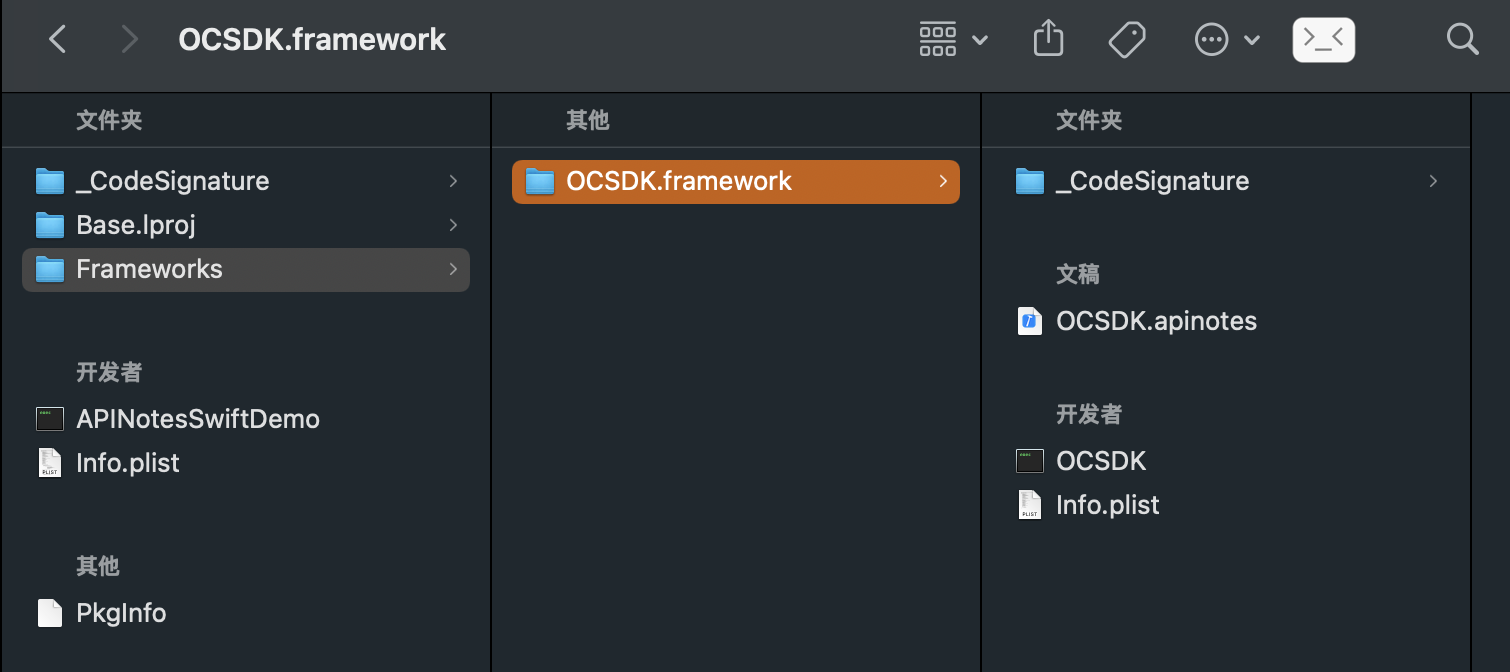 OCSDK.framework
文件夹
_CodeSignature
Base.lproj
Frameworks
开发者
APINotesSwiftDemo
Info.plist
其他
PkgInfo
其他
OCSDK.framework
文件夹
_CodeSignature
文稿
OCSDK.apinotes
开发者
OCSDK
Info.plist